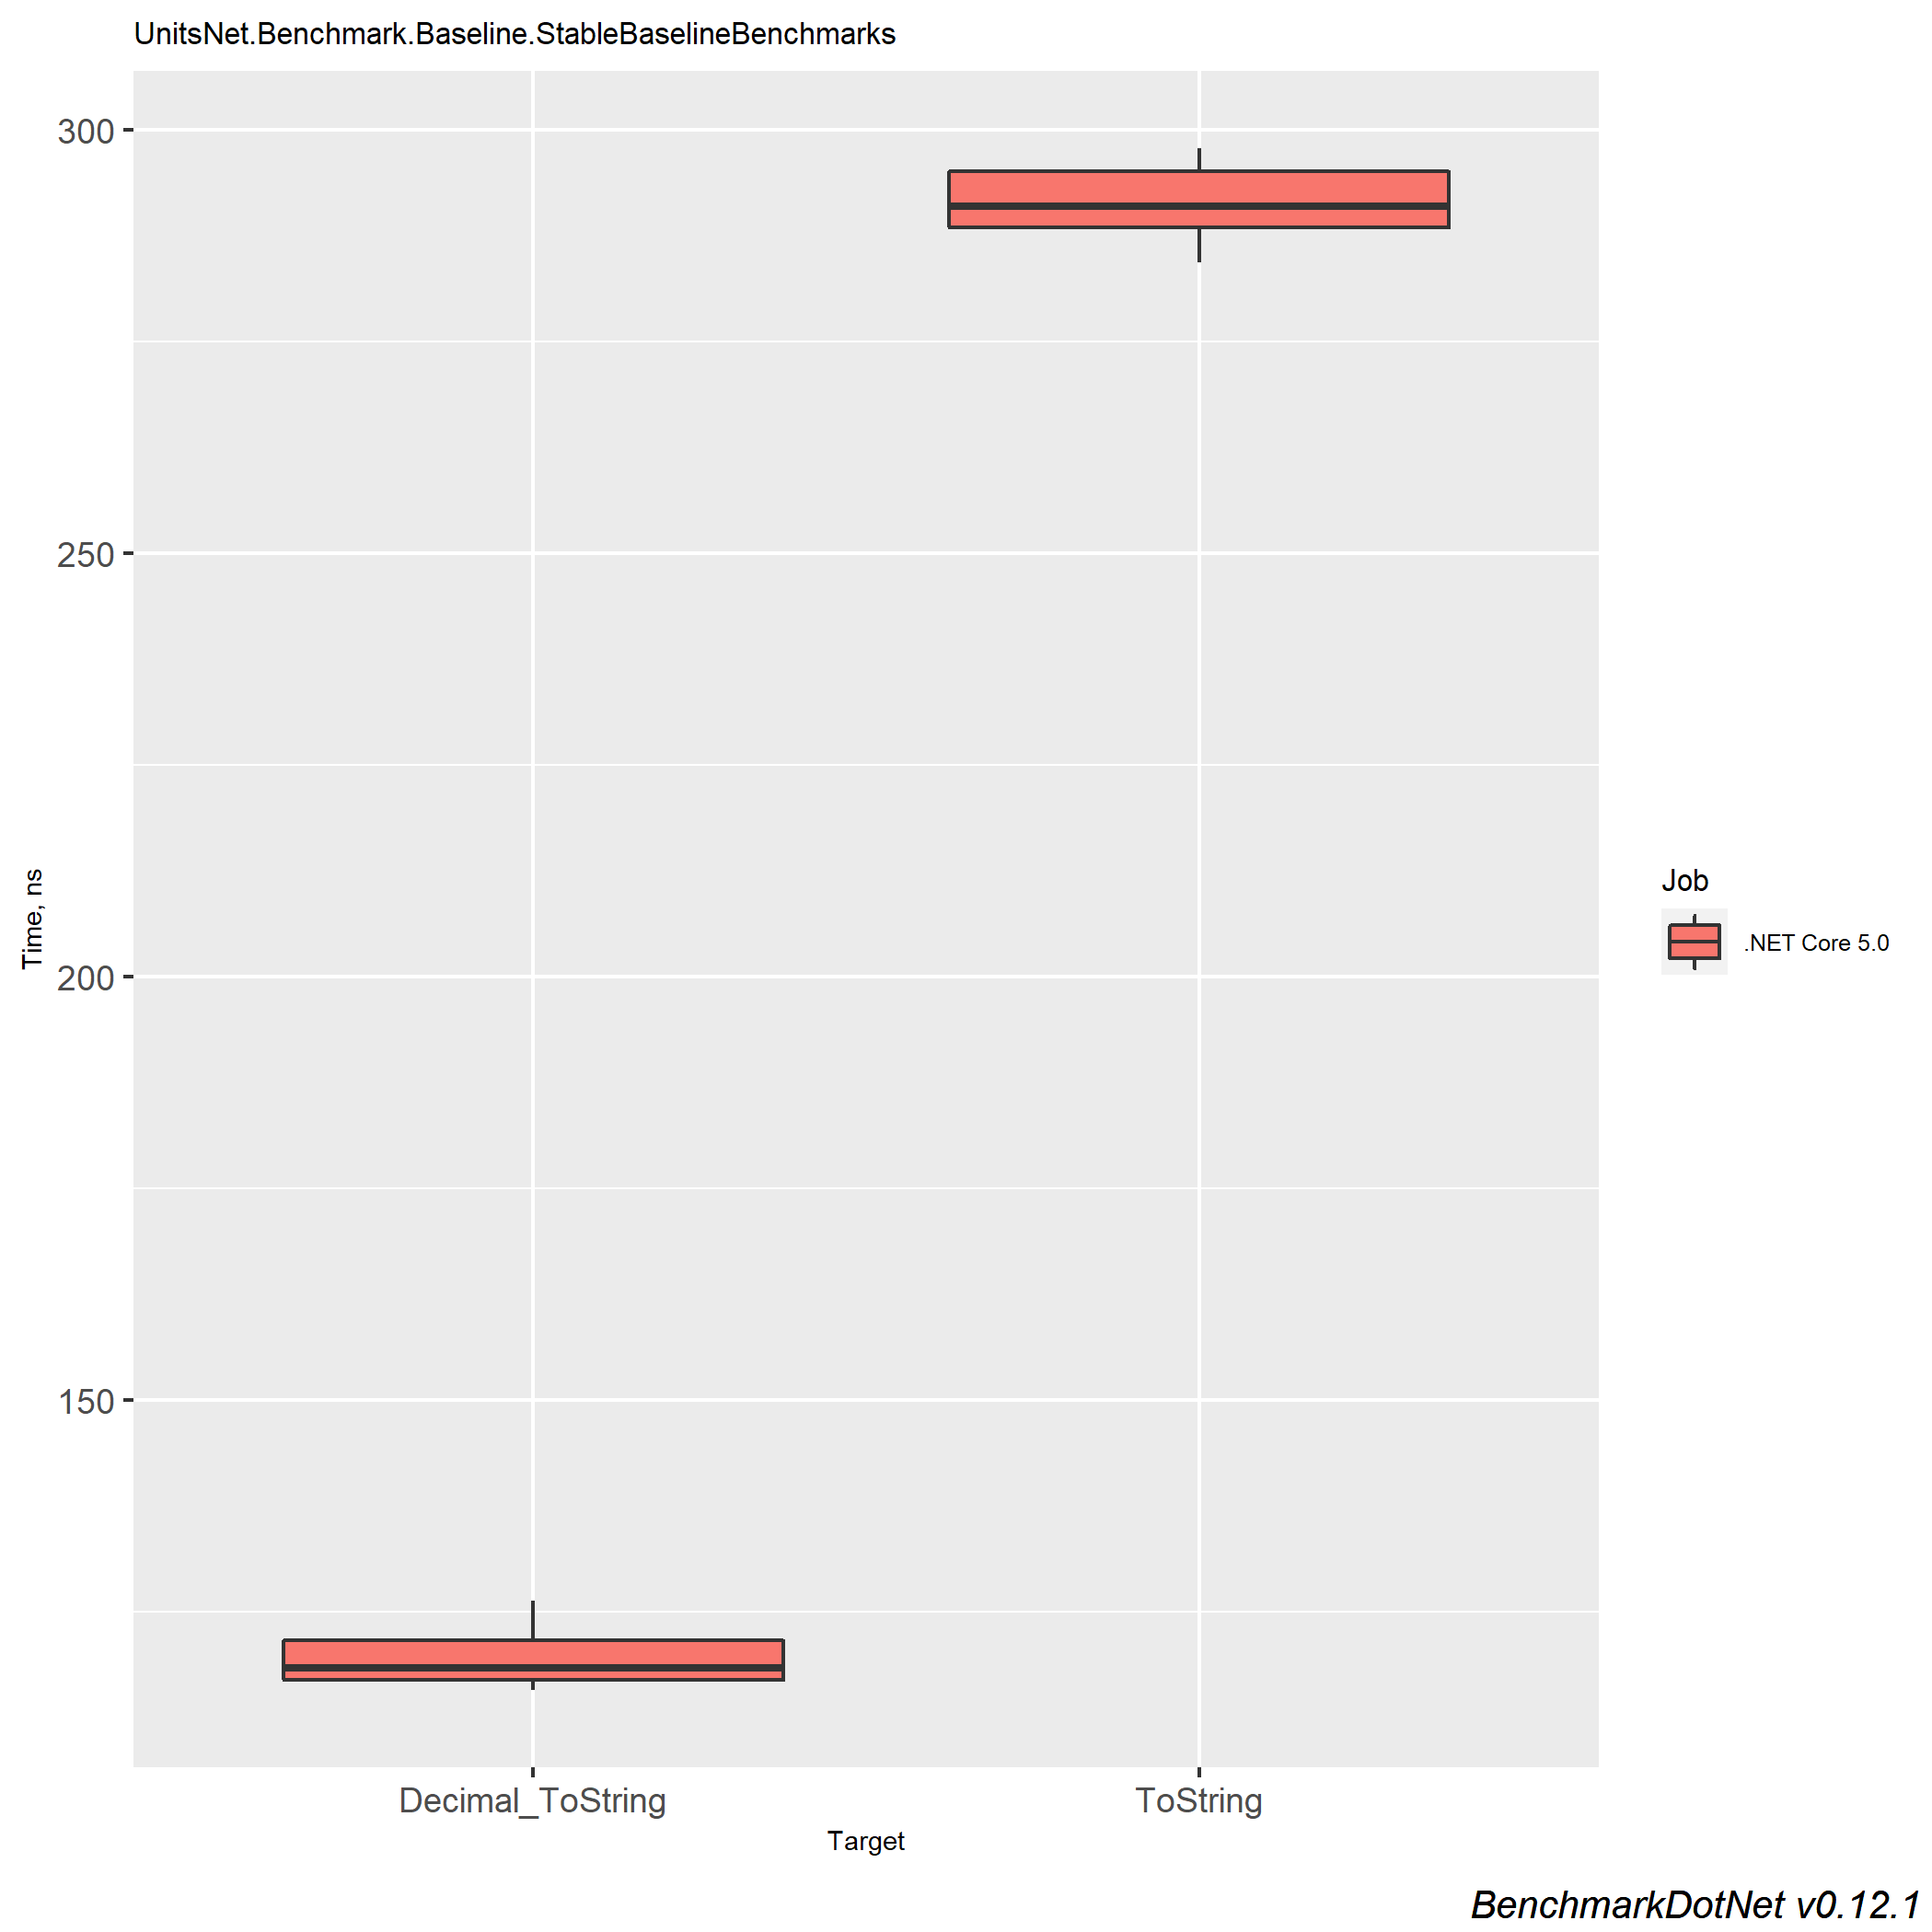 UnitsNet.Benchmark.Baseline.StableBaselineBenchmarks
300
250
200
150
Time, ns
Decimal_ToString
ToString
Target
Job
.NET Core 5.0
BenchmarkDotNet v0.12.1